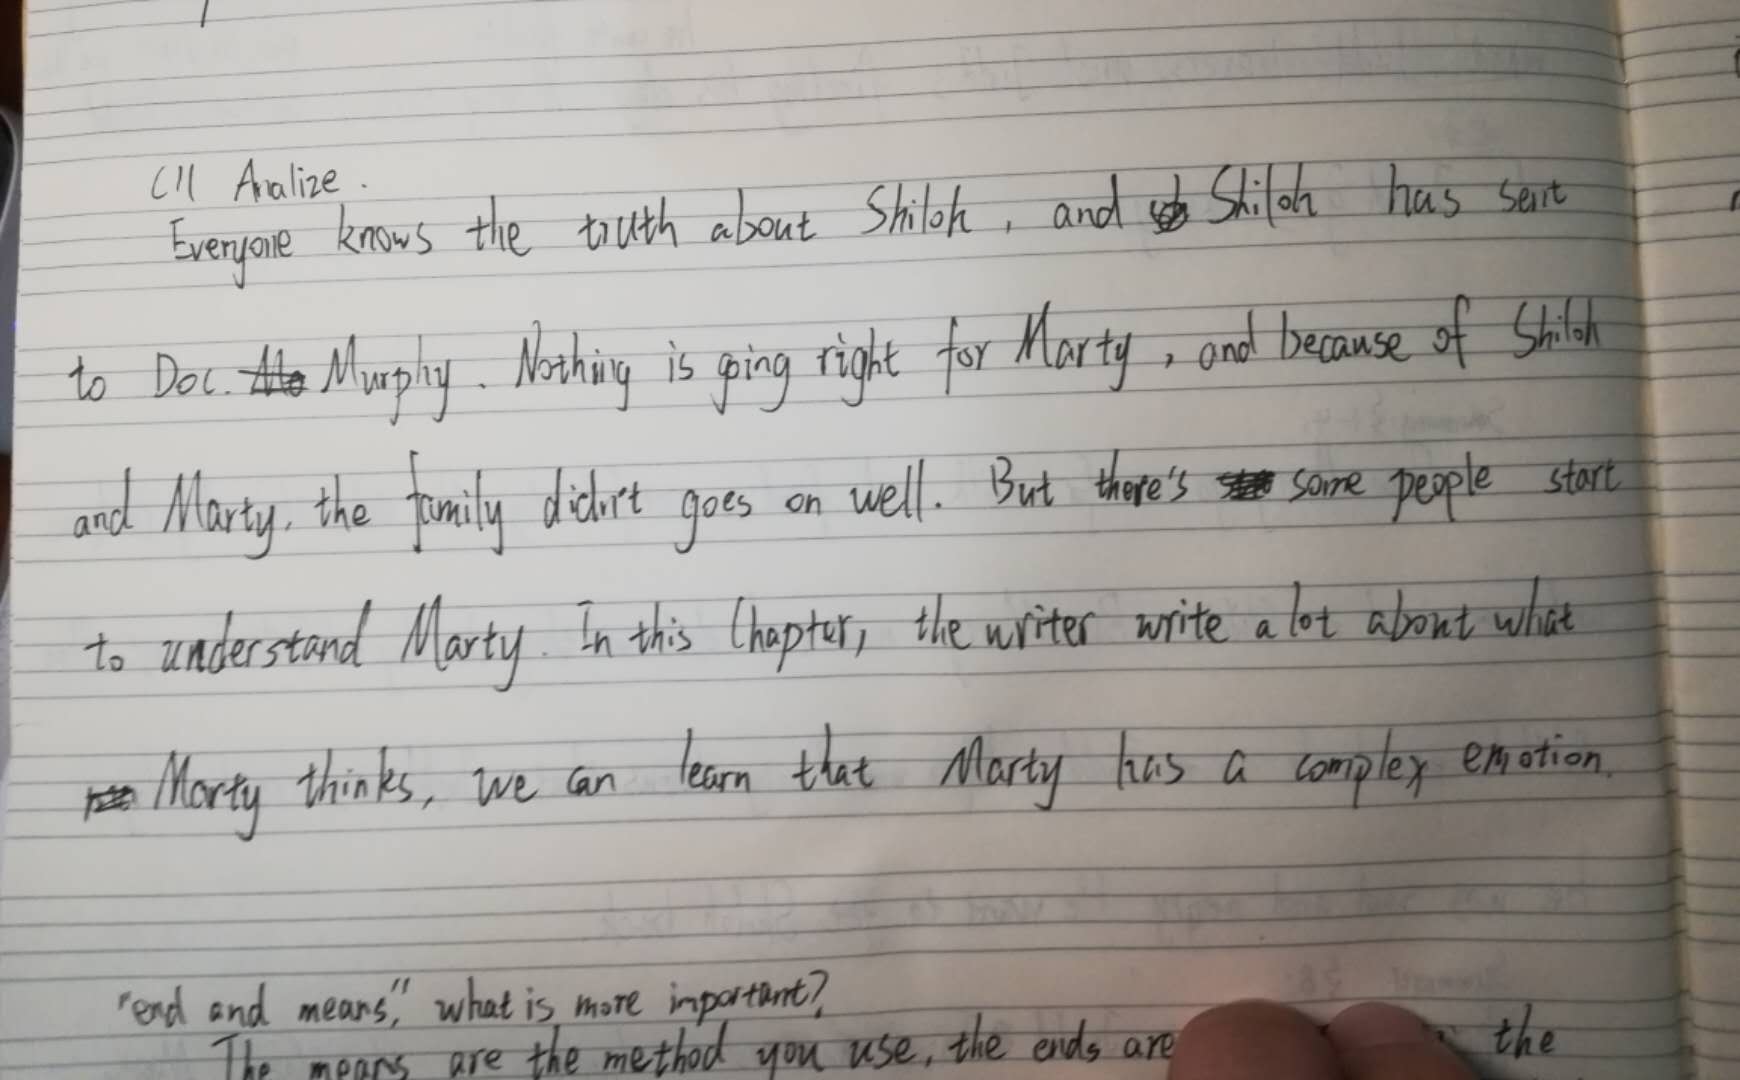 C11 Analize.
Everyone knows the truth about Shiloh, and Shiloh has sent
to Doc. Murphy. Nothing is going right for Marty, and because of Shiloh
and Marty, the family didn't goes on well. But there's some people start
to understand Marty. In this Chapter, the writer write a lot about what
Marty thinks, we can learn that Marty has a complex emotion.
"end and means," what is more important?
The means are the method you use, the ends are the